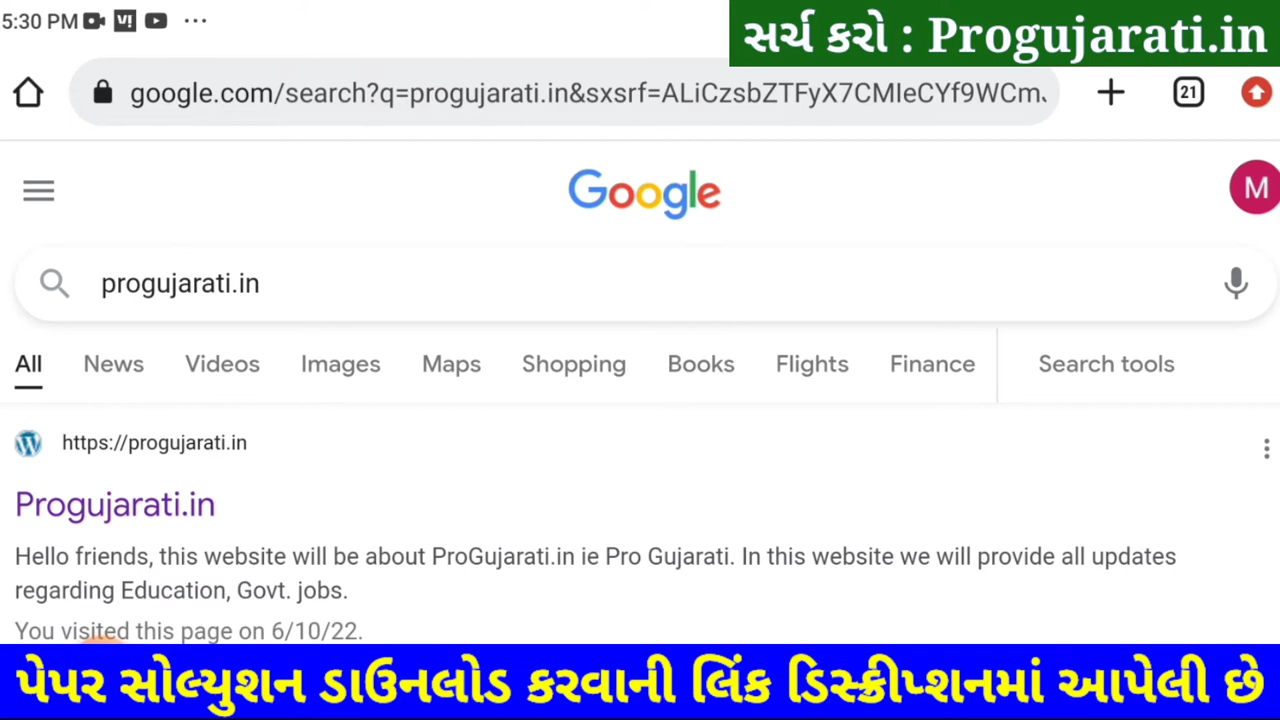 5:30 PM
સર્ચ કરો : Progujarati.in
google.com/search?q=progujarati.in&sxsrf=ALiCzsbZTFyX7CMIeCYf9WCm
21
Google
M
progujarati.in
All News Videos Images Maps Shopping Books Flights Finance Search tools
https://progujarati.in
Progujarati.in
Hello friends, this website will be about ProGujarati.in ie Pro Gujarati. In this website we will provide all updates
regarding Education, Govt. jobs.
You visited this page on 6/10/22.
પેપર સોલ્યુશન ડાઉનલોડ કરવાની લિંક ડિસ્ક્રીપ્શનમાં આપેલી છે